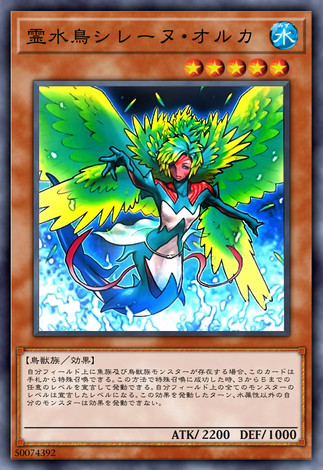 霊水鳥シレーヌ・オルカ
水
【鳥獣族／効果】
自分フィールド上に魚族及び鳥獣族モンスターが存在する場合、このカードは
手札から特殊召喚できる。この方法で特殊召喚に成功した時、３から５までの
任意のレベルを宣言して発動できる。自分フィールド上の全てのモンスターの
レベルは宣言したレベルになる。この効果を発動したターン、水属性以外の自
分のモンスターは効果を発動できない。
ATK/ 2200 DEF/1000
S0074392